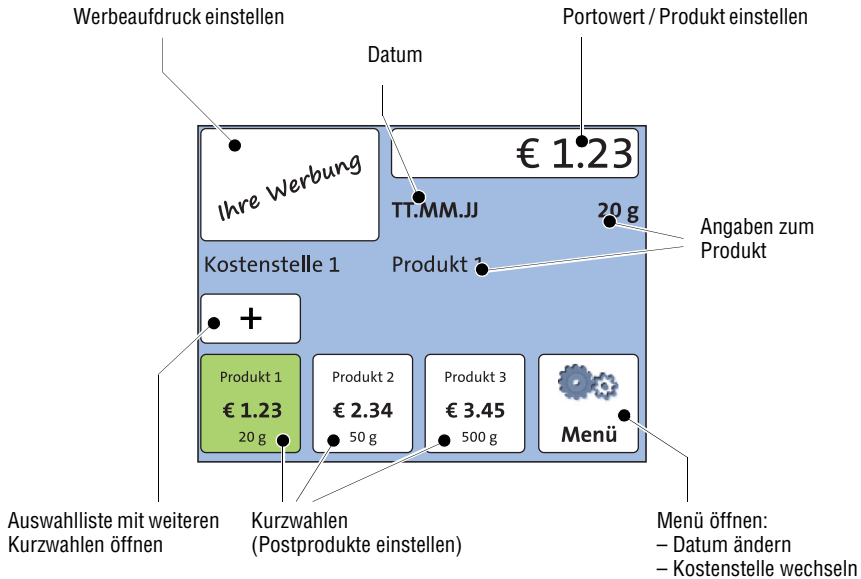 Werbeaufdruck einstellen
Portowert / Produkt einstellen
Datum
€ 1.23
Ihre Werbung
TT.MM.JJ
20 g
Angaben zum
Produkt
Kostenstelle 1
Produkt 1
+
Produkt 1
€ 1.23
20 g
Produkt 2
€ 2.34
50 g
Produkt 3
€ 3.45
500 g
Menü
Auswahlliste mit weiteren
Kurzwahlen öffnen
Kurzwahlen
(Postprodukte einstellen)
Menü öffnen:
– Datum ändern
– Kostenstelle wechseln